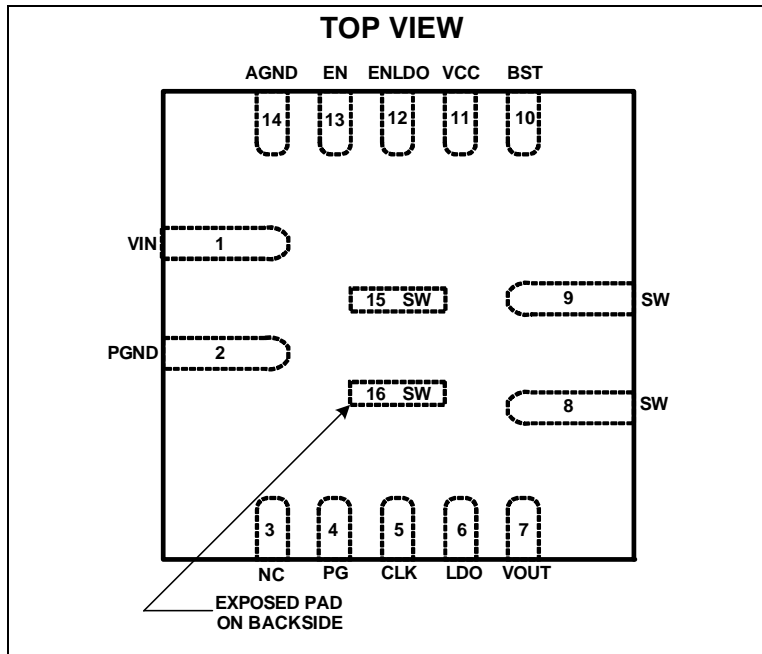 TOP VIEW
AGND EN ENLDO VCC BST
14 13 12 11 10
VIN 1
15 SW 9 SW
PGND 2
16 SW 8 SW
3 4 5 6 7
NC PG CLK LDO VOUT
EXPOSED PAD
ON BACKSIDE